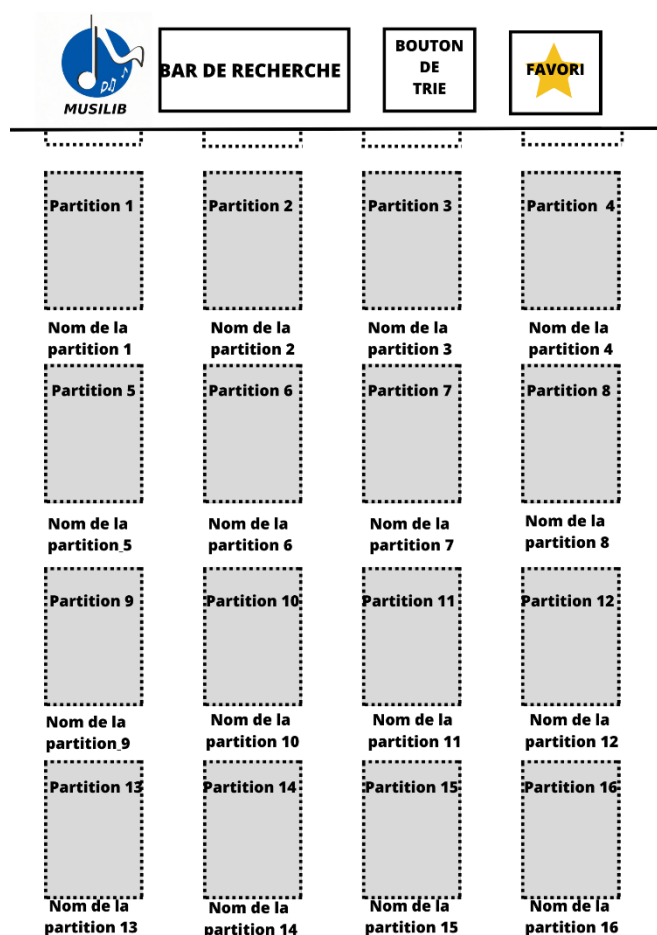 MUSILIB
BAR DE RECHERCHE
BOUTON
DE
TRIE
FAVORI
Partition 1
Partition 2
Partition 3
Partition 4
Nom de la
partition 1
Nom de la
partition 2
Nom de la
partition 3
Nom de la
partition 4
Partition 5
Partition 6
Partition 7
Partition 8
Nom de la
partition 5
Nom de la
partition 6
Nom de la
partition 7
Nom de la
partition 8
Partition 9
Partition 10
Partition 11
Partition 12
Nom de la
partition 9
Nom de la
partition 10
Nom de la
partition 11
Nom de la
partition 12
Partition 13
Partition 14
Partition 15
Partition 16
Nom de la
partition 13
Nom de la
partition 14
Nom de la
partition 15
Nom de la
partition 16